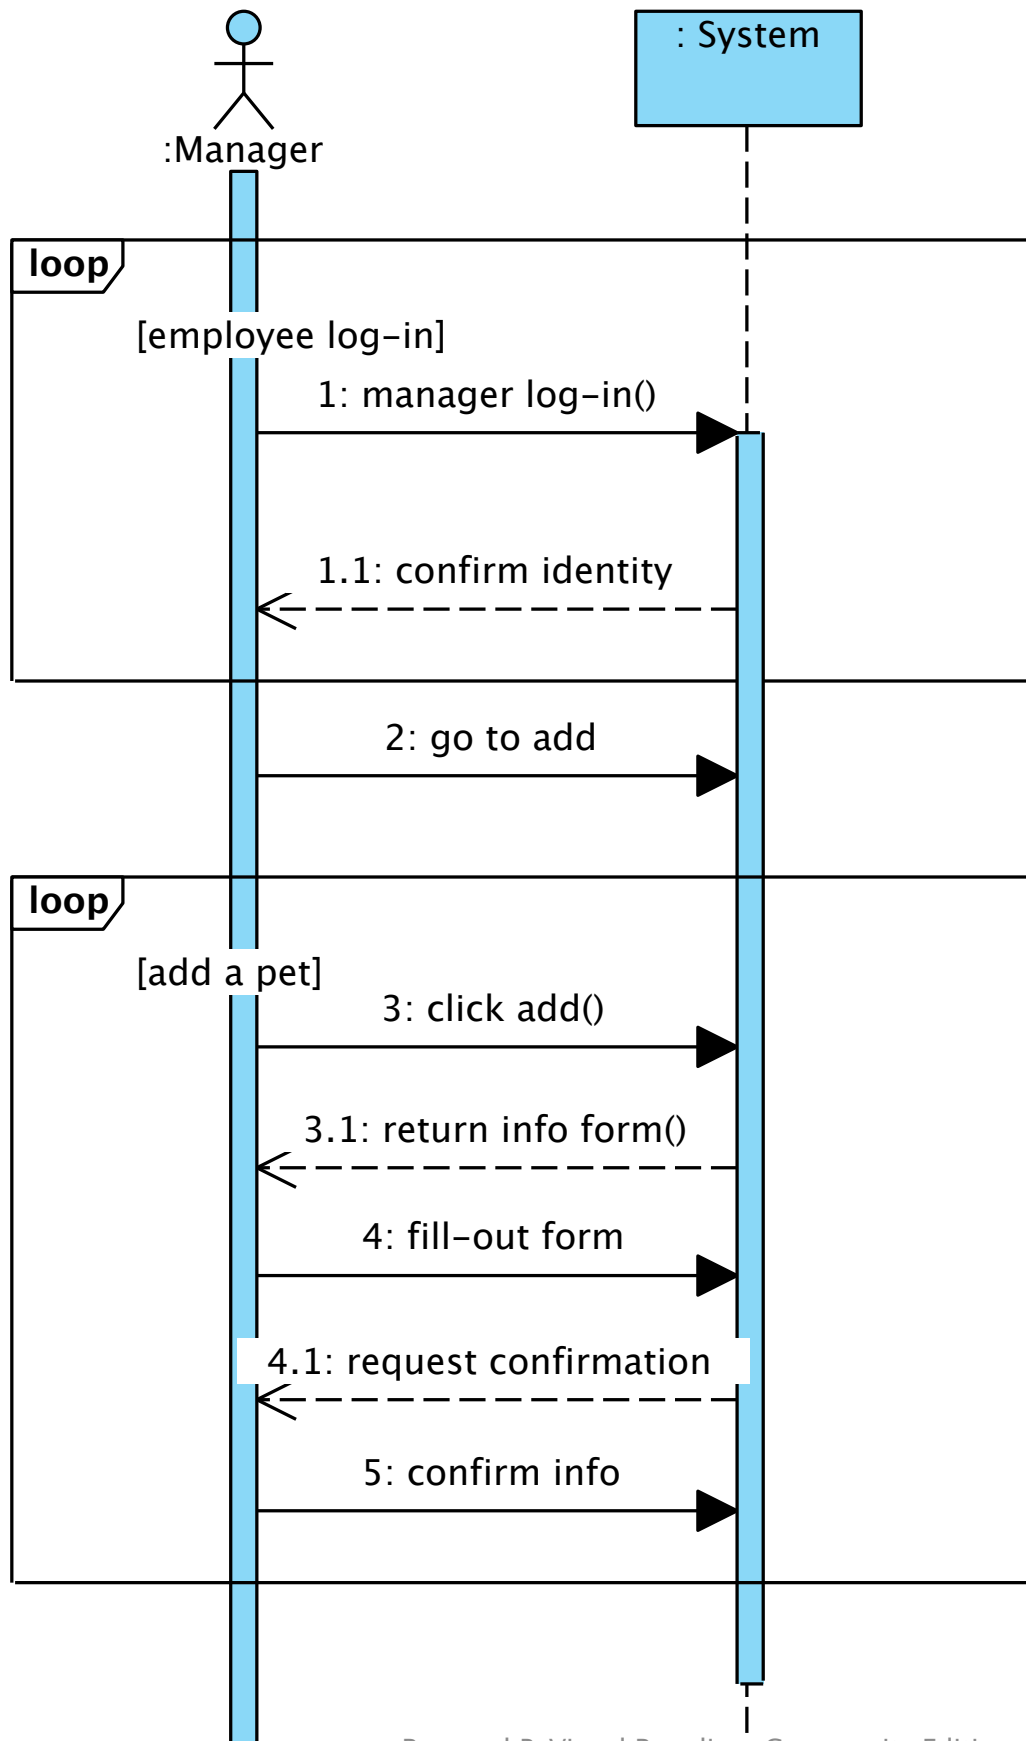 : System
:Manager
loop
[employee log-in]
1: manager log-in()
1.1: confirm identity
2: go to add
loop
[add a pet]
3: click add()
3.1: return info form()
4: fill-out form
4.1: request confirmation
5: confirm info